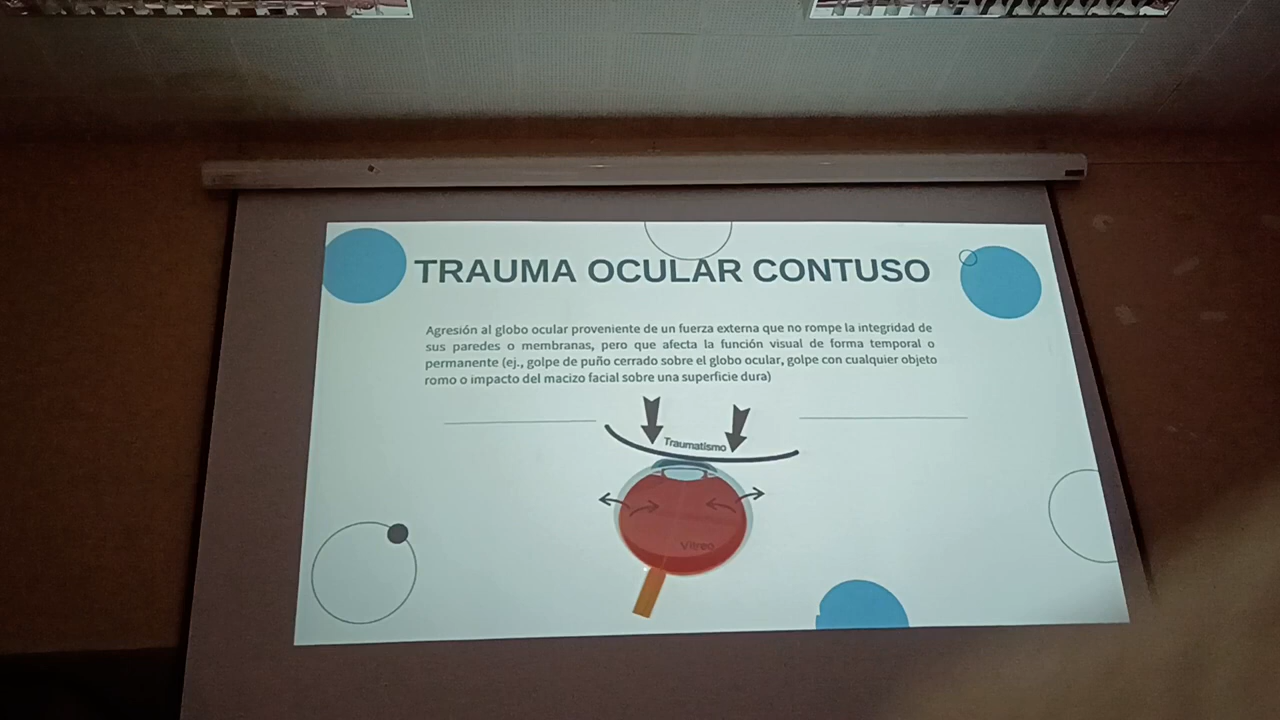 TRAUMA OCULAR CONTUSO
Agresión al globo ocular proveniente de un fuerza externa que no rompe la integridad de
sus paredes o membranas, pero que afecta la función visual de forma temporal o
permanente (ej., golpe de puño cerrado sobre el globo ocular, golpe con cualquier objeto
romo o impacto del macizo facial sobre una superficie dura)
Traumatismo
Vítreo